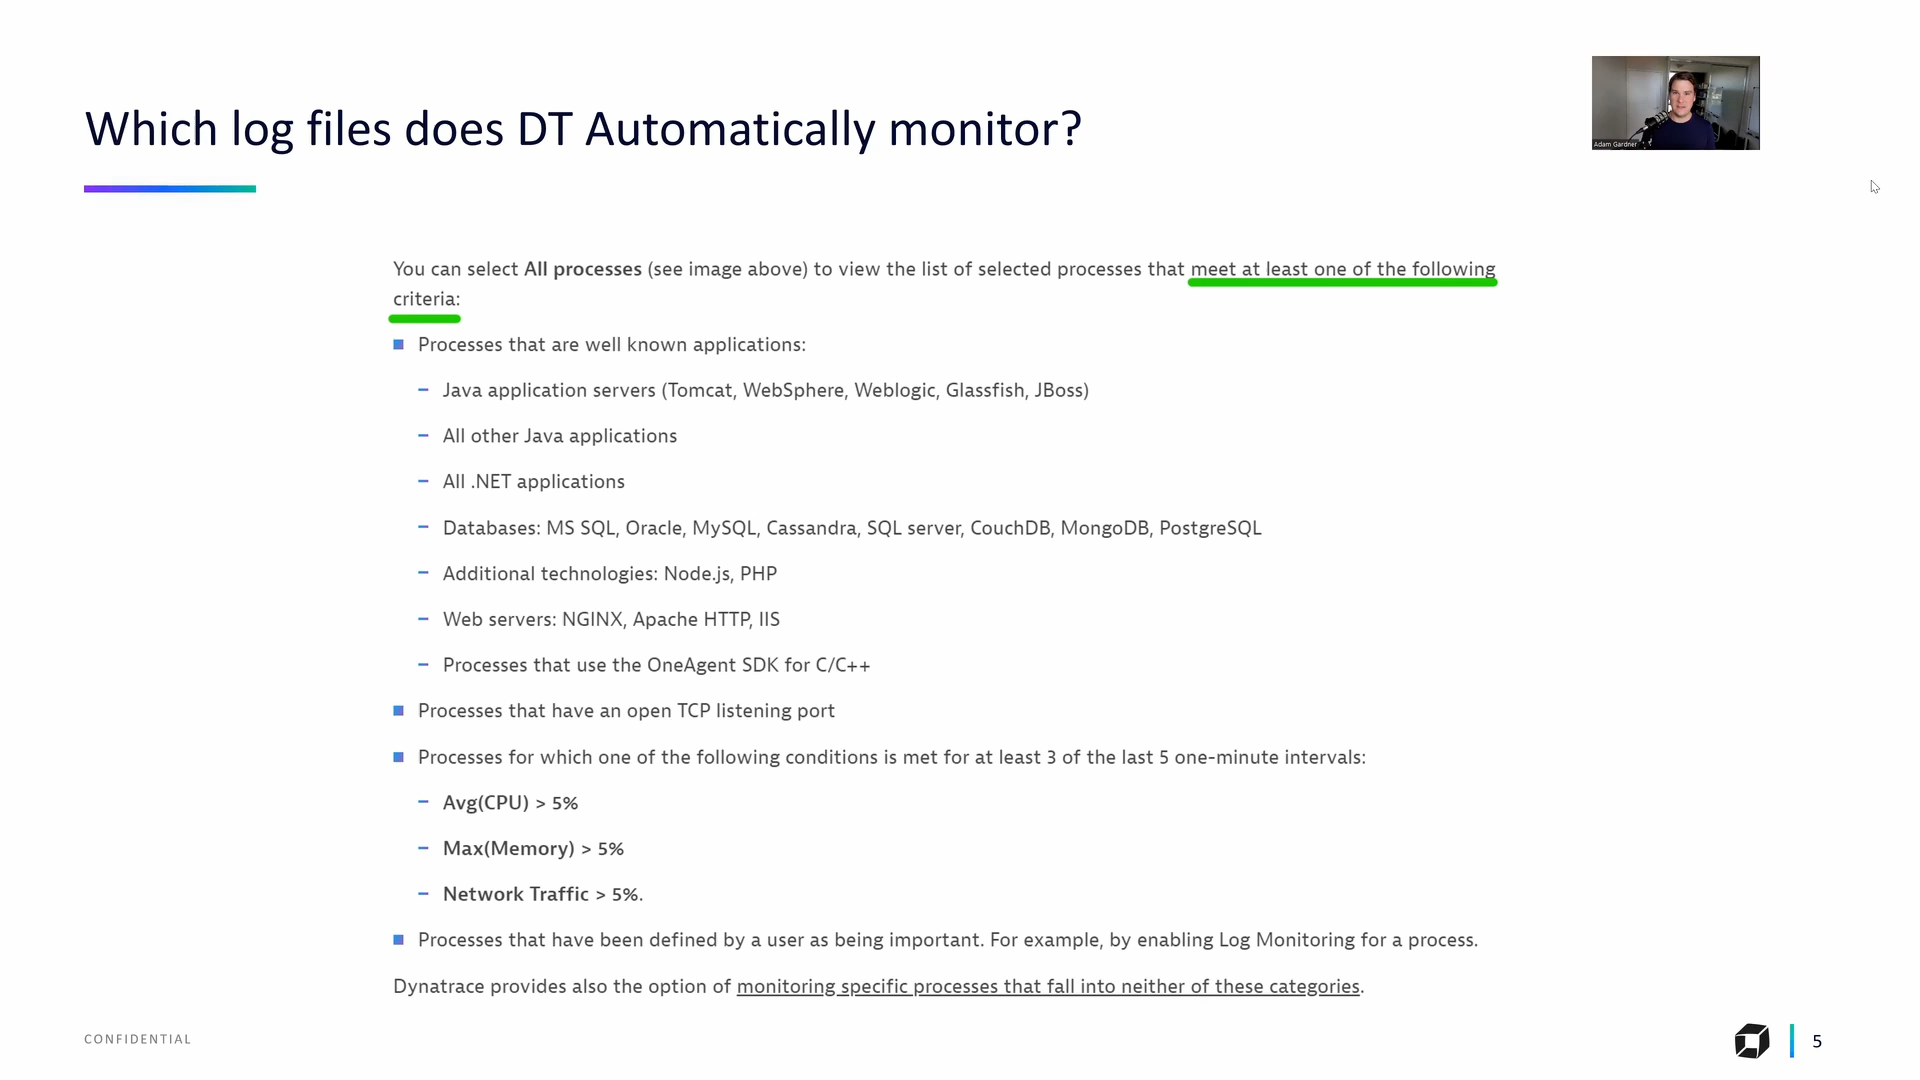 Adam Gardner
Which log files does DT Automatically monitor?
You can select All processes (see image above) to view the list of selected processes that meet at least one of the following
criteria:
Processes that are well known applications:
Java application servers (Tomcat, WebSphere, Weblogic, Glassfish, JBoss)
All other Java applications
All .NET applications
Databases: MS SQL, Oracle, MySQL, Cassandra, SQL server, CouchDB, MongoDB, PostgreSQL
Additional technologies: Node.js, PHP
Web servers: NGINX, Apache HTTP, IIS
Processes that use the OneAgent SDK for C/C++
Processes that have an open TCP listening port
Processes for which one of the following conditions is met for at least 3 of the last 5 one-minute intervals:
Avg(CPU) > 5%
Max(Memory) > 5%
Network Traffic > 5%.
Processes that have been defined by a user as being important. For example, by enabling Log Monitoring for a process.
Dynatrace provides also the option of monitoring specific processes that fall into neither of these categories.
CONFIDENTIAL
5